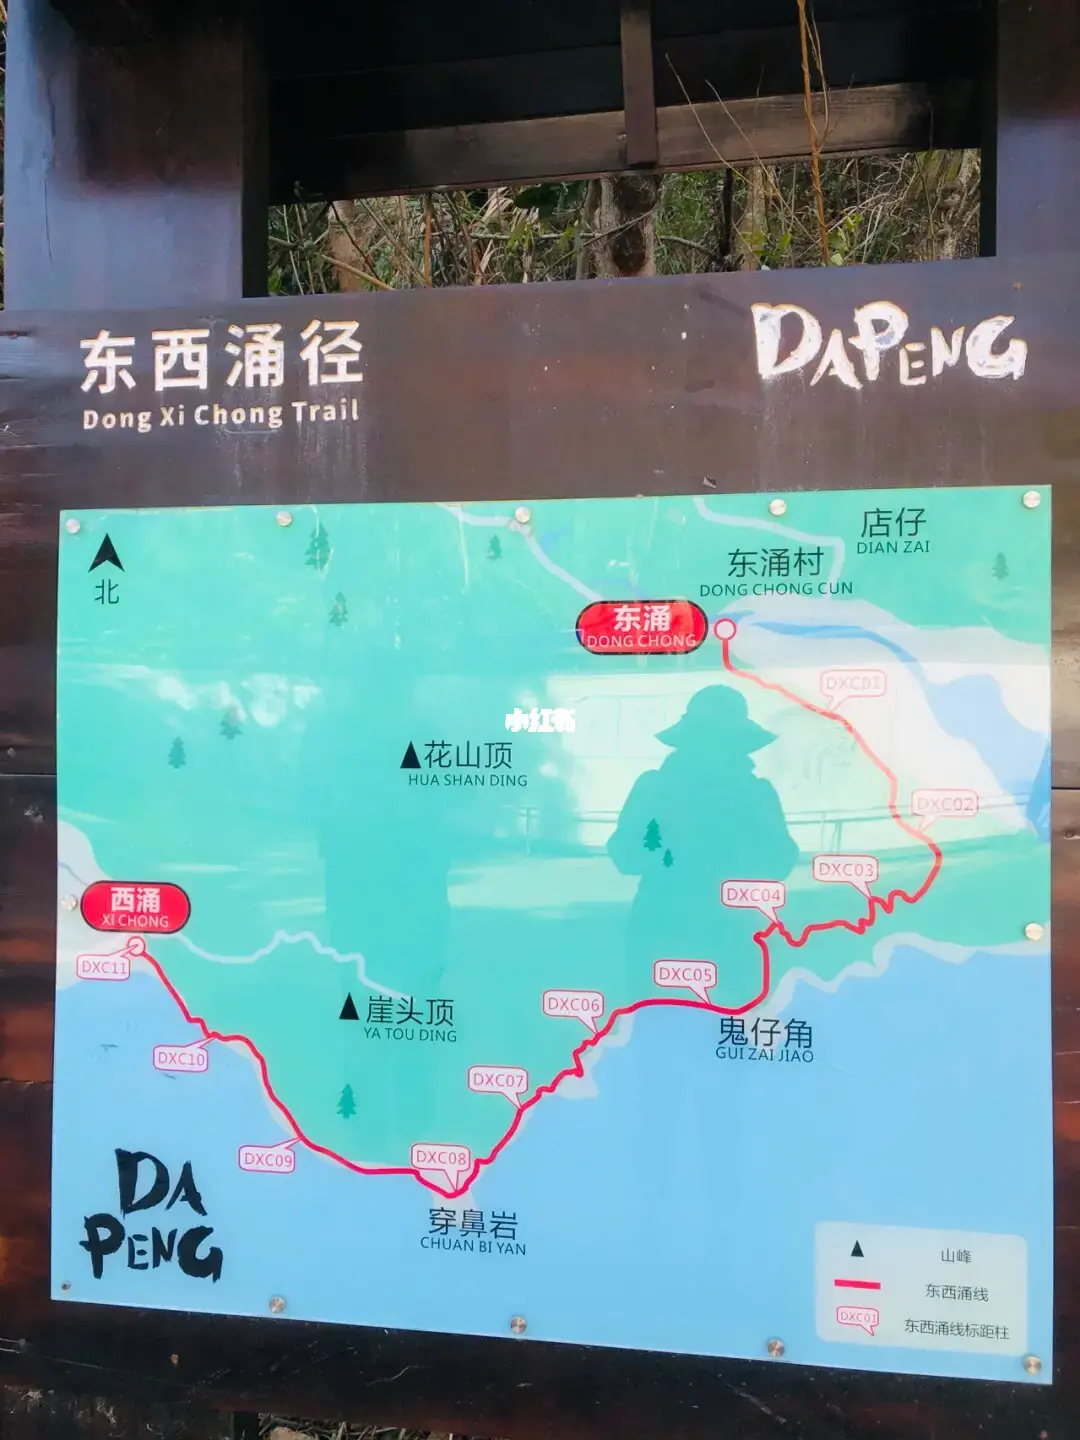 东西涌径
Dong Xi Chong Trail
DAPENG
北
店仔
DIAN ZAI
东涌村
DONG CHONG CUN
东涌
DONG CHONG
DXC01
小红书
花山顶
HUA SHAN DING
DXC02
DXC03
DXC04
西涌
XI CHONG
DXC11
DXC05
DXC06
崖头顶
YA TOU DING
鬼仔角
GUI ZAI JIAO
DXC10
DXC07
DXC09
DXC08
DA
PENG
穿鼻岩
CHUAN BI YAN
山峰
东西涌线
DXC01
东西涌线标距柱